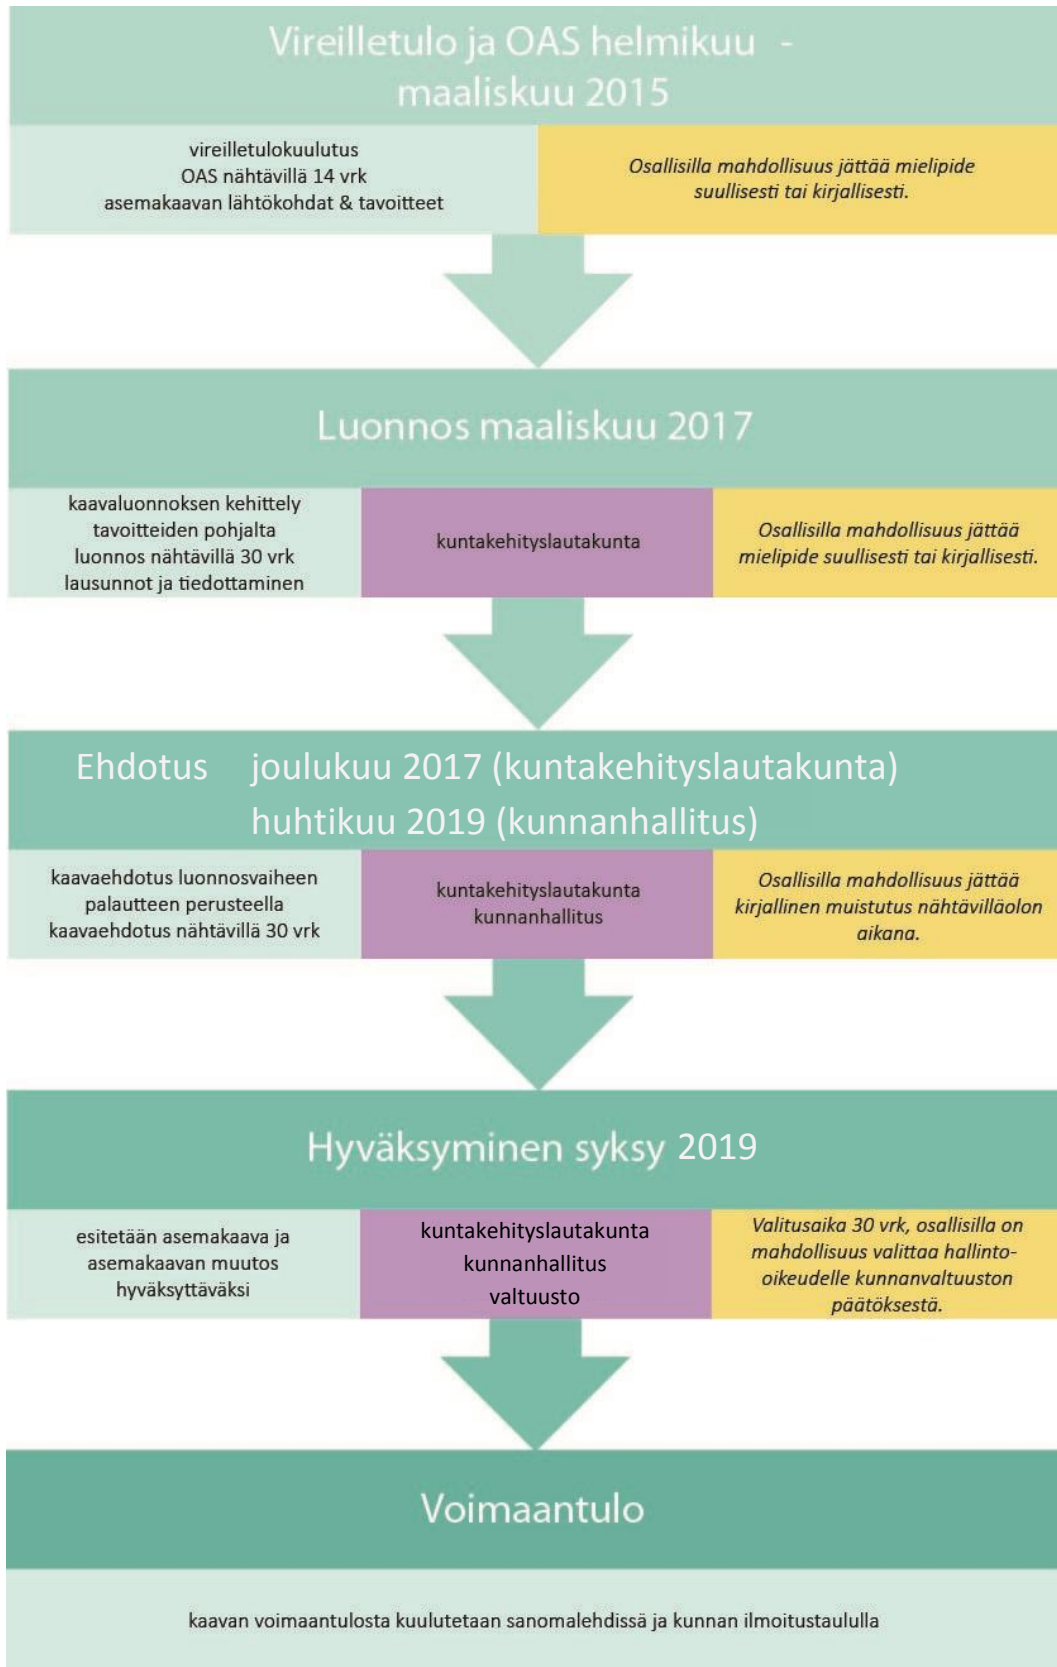 Vireilletulo ja OAS helmikuu -
maaliskuu 2015
vireilletulokuulutus
OAS nähtävillä 14 vrk
asemakaavan lähtökohdat & tavoitteet
Osallisilla mahdollisuus jättää mielipide
suullisesti tai kirjallisesti.
Luonnos maaliskuu 2017
kaavaluonnoksen kehittely
tavoitteiden pohjalta
luonnos nähtävillä 30 vrk
lausunnot ja tiedottaminen
kuntakehityslautakunta
Osallisilla mahdollisuus jättää
mielipide suullisesti tai kirjallisesti.
Ehdotus joulukuu 2017 (kuntakehityslautakunta)
huhtikuu 2019 (kunnanhallitus)
kaavaehdotus luonnosvaiheen
palautteen perusteella
kaavaehdotus nähtävillä 30 vrk
kuntakehityslautakunta
kunnanhallitus
Osallisilla mahdollisuus jättää
kirjallinen muistutus nähtävilläolon
aikana.
Hyväksyminen syksy 2019
esitetään asemakaava ja
asemakaavan muutos
hyväksyttäväksi
kuntakehityslautakunta
kunnanhallitus
valtuusto
Valitusaika 30 vrk, osallisilla on
mahdollisuus valittaa hallinto-
oikeudelle kunnanvaltuuston
päätöksestä.
Voimaantulo
kaavan voimaantulosta kuulutetaan sanomalehdissä ja kunnan ilmoitustaululla